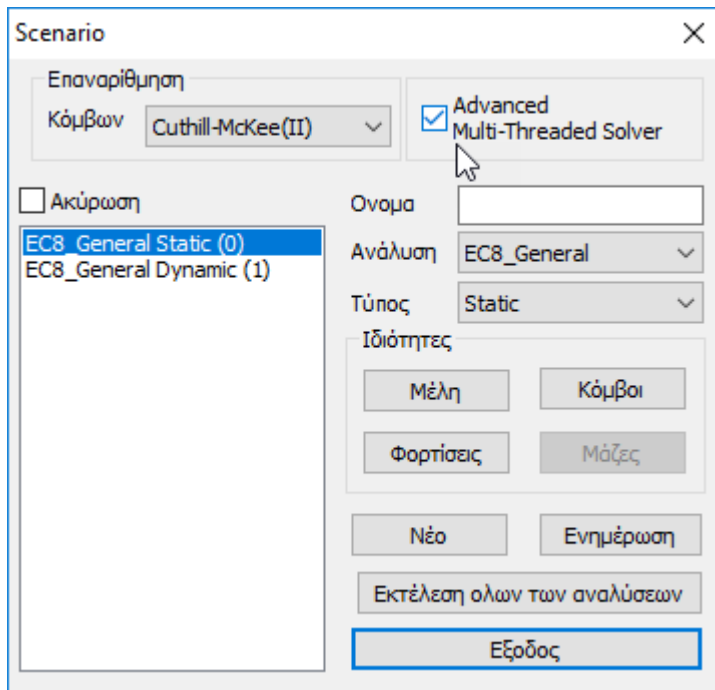 Scenario
Επαναρίθμηση
Κόμβων
Cuthill-McKee(II)
Advanced
Multi-Threaded Solver
Ακύρωση
EC8_General Static (0)
EC8_General Dynamic (1)
Ονομα
Ανάλυση
EC8_General
Τύπος
Static
Ιδιότητες
Μέλη
Κόμβοι
Φορτίσεις
Μάζες
Νέο
Ενημέρωση
Εκτέλεση ολων των αναλύσεων
Εξοδος